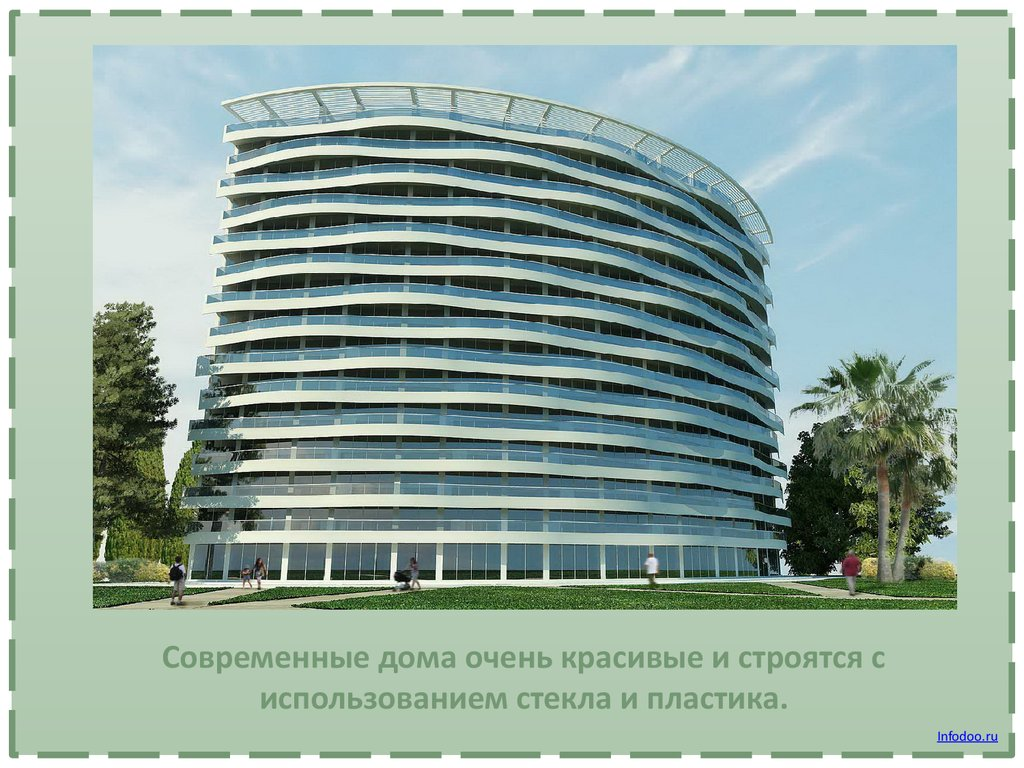 Современные дома очень красивые и строятся с
использованием стекла и пластика.
Infodoo.ru